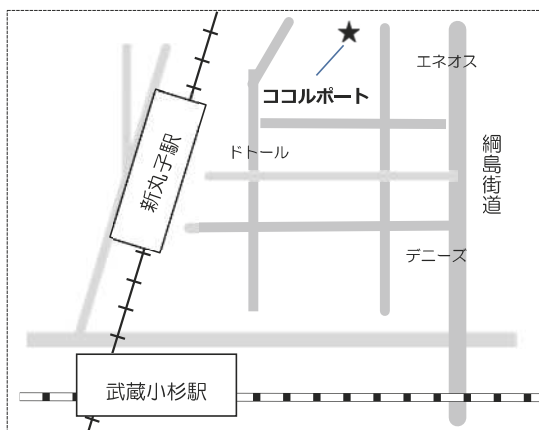 エネオス
ココルポート
綱島街道
ドトール
新丸子駅
デニーズ
武蔵小杉駅